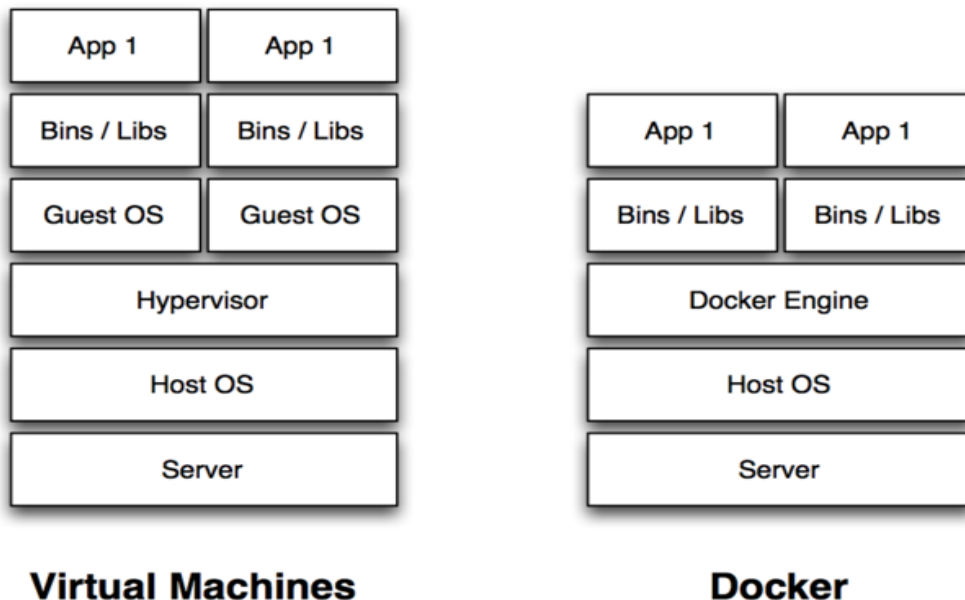 App 1
App 1
Bins / Libs
Bins / Libs
Guest OS
Guest OS
Hypervisor
Host OS
Server
Virtual Machines
App 1
App 1
Bins / Libs
Bins / Libs
Docker Engine
Host OS
Server
Docker